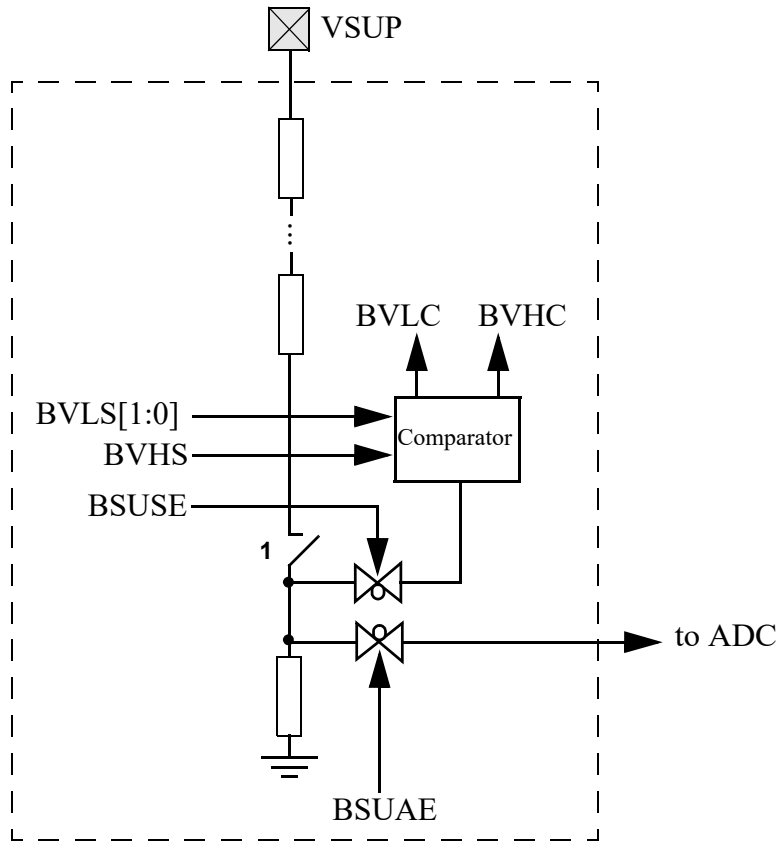 VSUP
BVLC
BVHC
BVLS[1:0]
Comparator
BVHS
BSUSE
1
to ADC
BSUAE